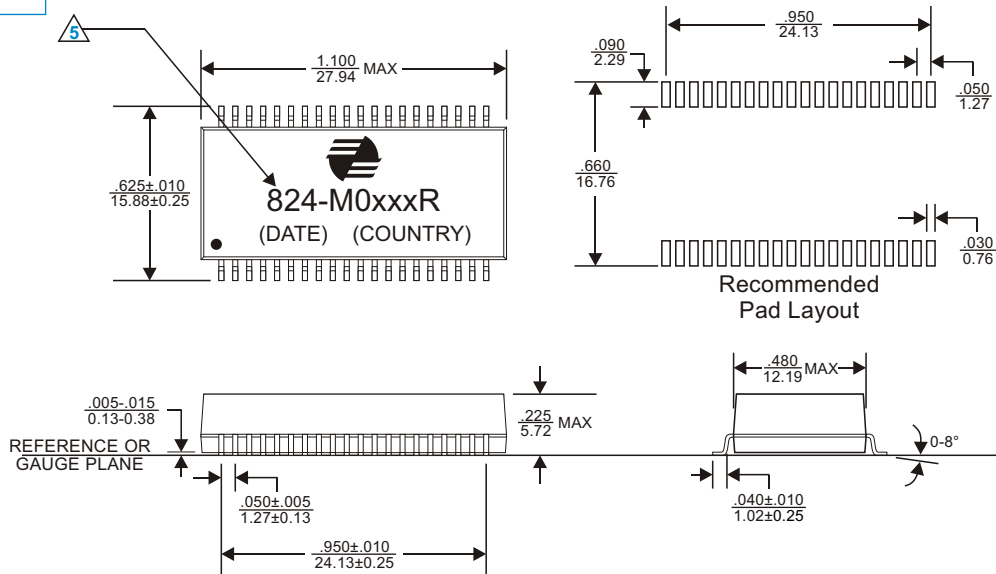 5
1.100
27.94 MAX
.625±.010
15.88±0.25
824-M0xxxR
(DATE) (COUNTRY)
.950
24.13
.090
2.29
.050
1.27
.660
16.76
.030
0.76
Recommended
Pad Layout
.005-.015
0.13-0.38
REFERENCE OR
GAUGE PLANE
.225
5.72 MAX
.050±.005
1.27±0.13
.950±.010
24.13±0.25
.480
12.19 MAX
0-8°
.040±.010
1.02±0.25